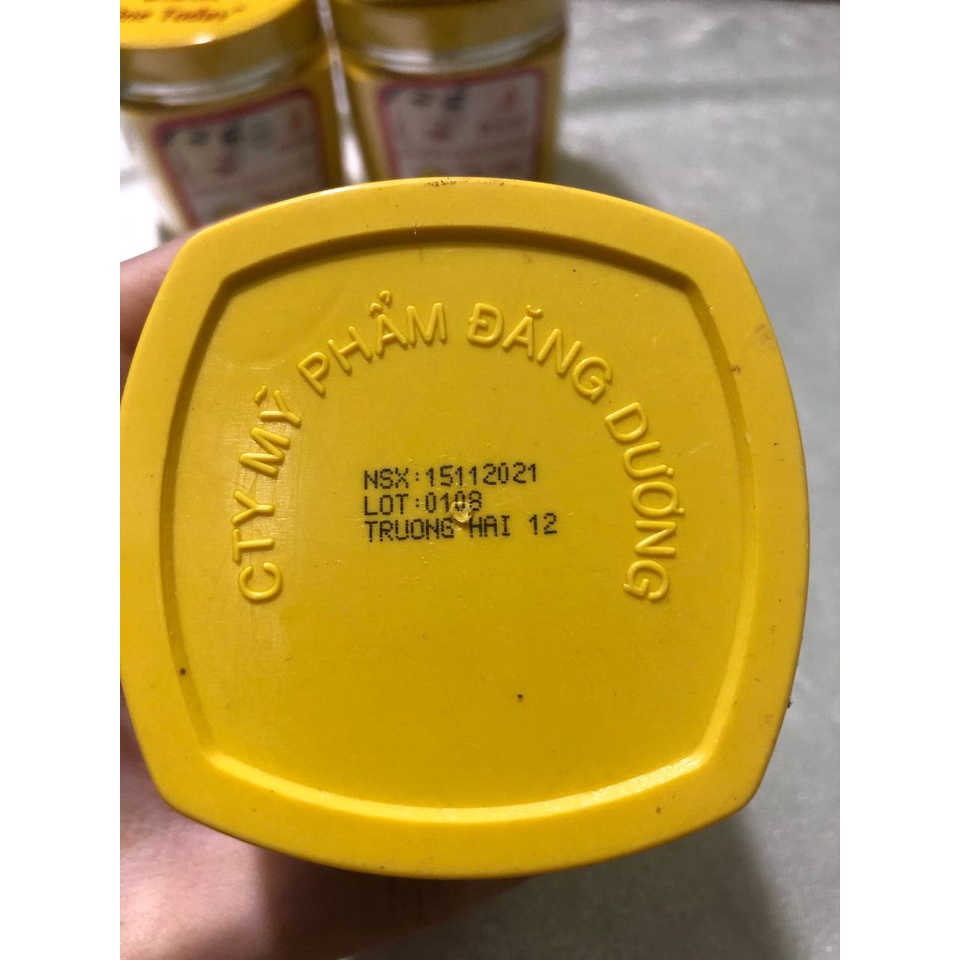 CTY MỸ PHẨM ĐĂNG DƯƠNG
NSX:15112021
LOT:0108
TRUONG HAI 12